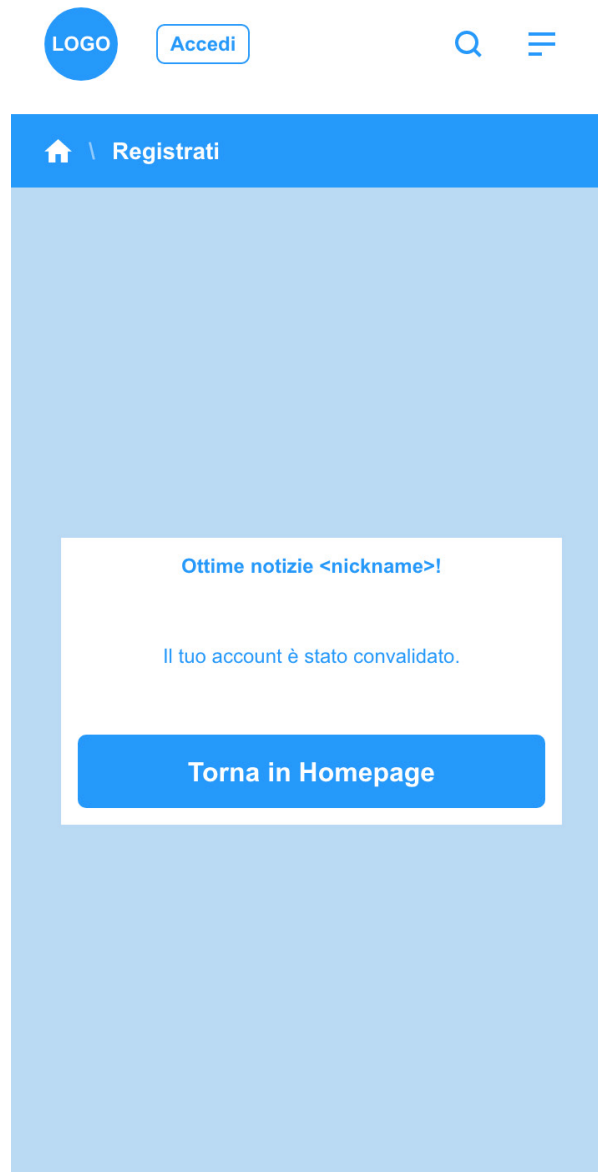 LOGO
Accedi
\ Registrati
Ottime notizie <nickname>!
Il tuo account è stato convalidato.
Torna in Homepage